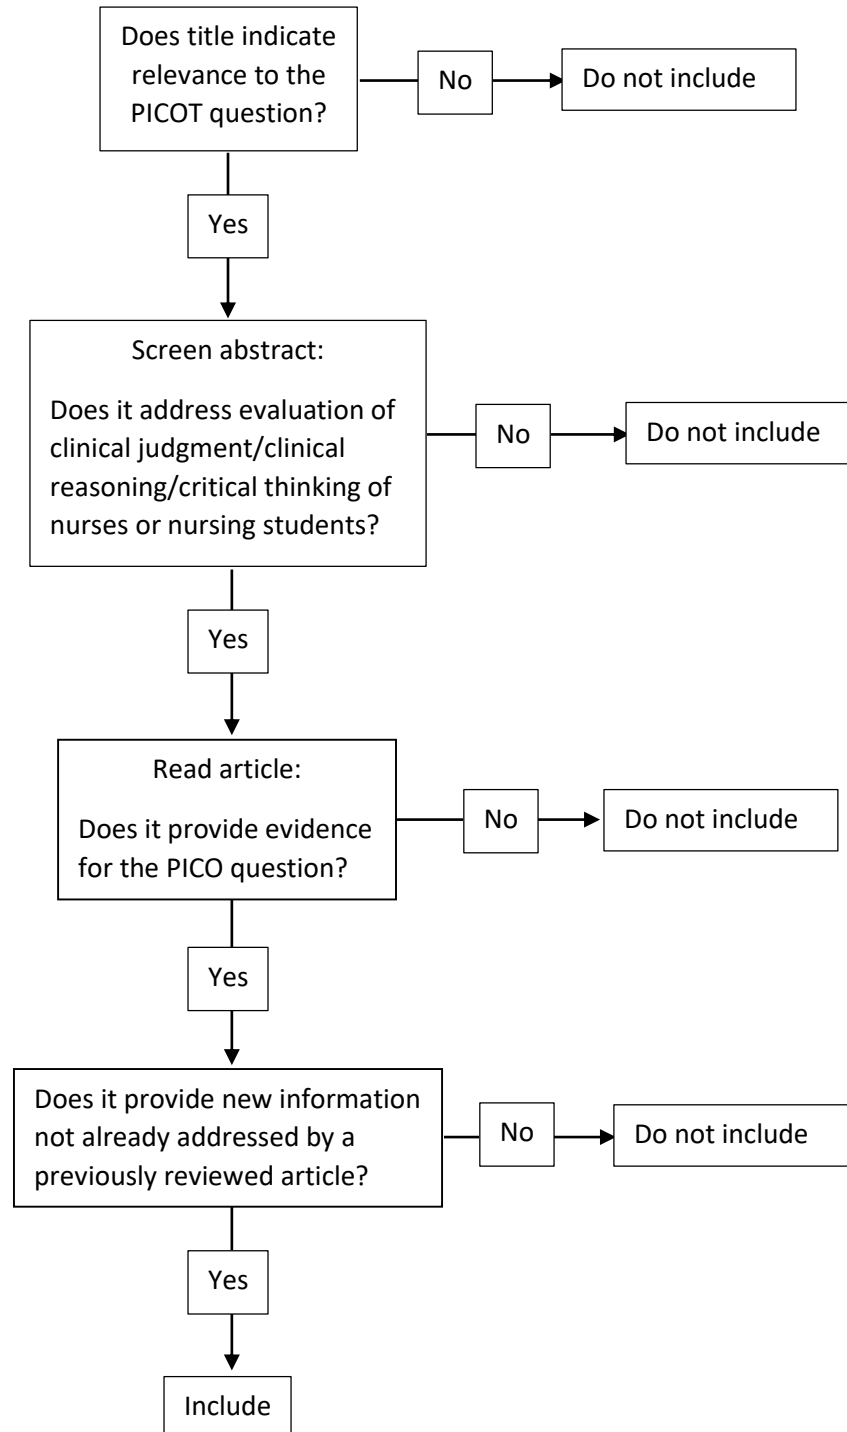 Does title indicate
relevance to the
PICOT question?
No
Do not include
Yes
Screen abstract:
Does it address evaluation of
clinical judgment/clinical
reasoning/critical thinking of
nurses or nursing students?
No
Do not include
Yes
Read article:
Does it provide evidence
for the PICO question?
No
Do not include
Yes
Does it provide new information
not already addressed by a
previously reviewed article?
No
Do not include
Yes
Include